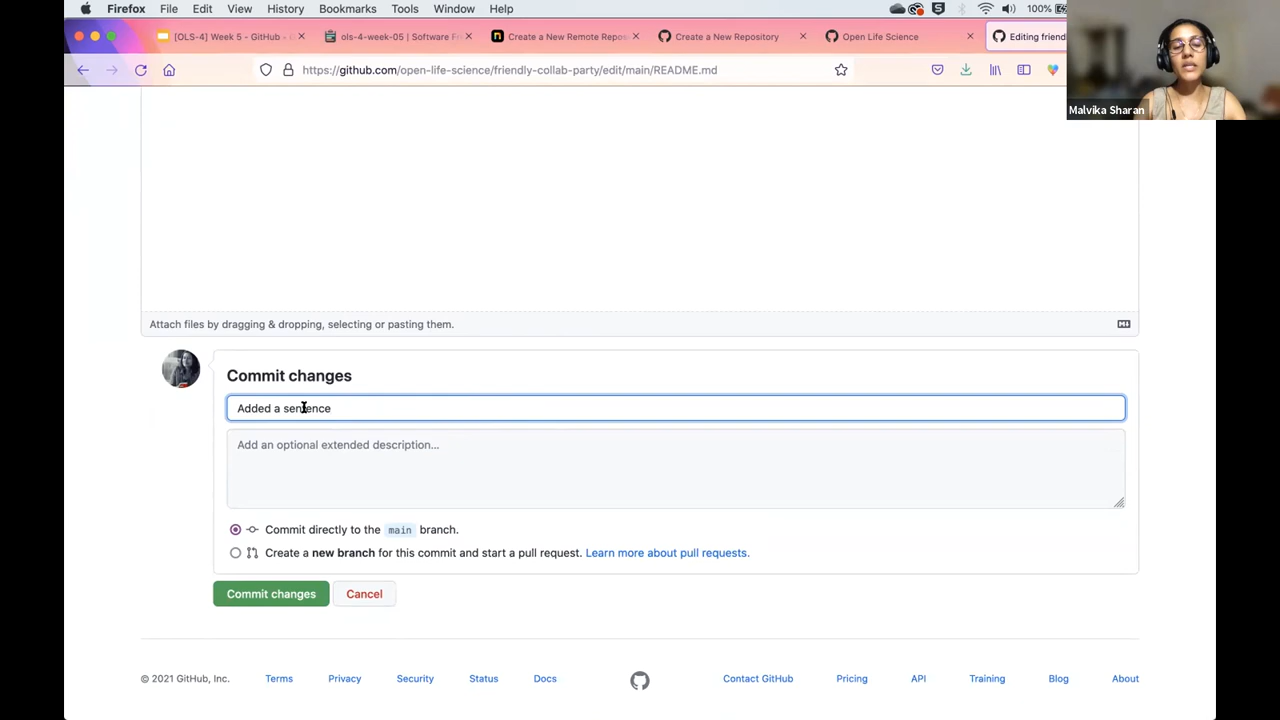 Firefox File Edit View History Bookmarks Tools Window Help 100%
[OLS-4] Week 5 - GitHub - ols-4-week-05 | Software Fr Create a New Remote Repos Create a New Repository Open Life Science Editing friend
https://github.com/open-life-science/friendly-collab-party/edit/main/README.md
Malvika Sharan
Attach files by dragging & dropping, selecting or pasting them.
Commit changes
Added a sentence
Add an optional extended description...
Commit directly to the main branch.
Create a new branch for this commit and start a pull request. Learn more about pull requests.
Commit changes Cancel
© 2021 GitHub, Inc. Terms Privacy Security Status Docs Contact GitHub Pricing API Training Blog About